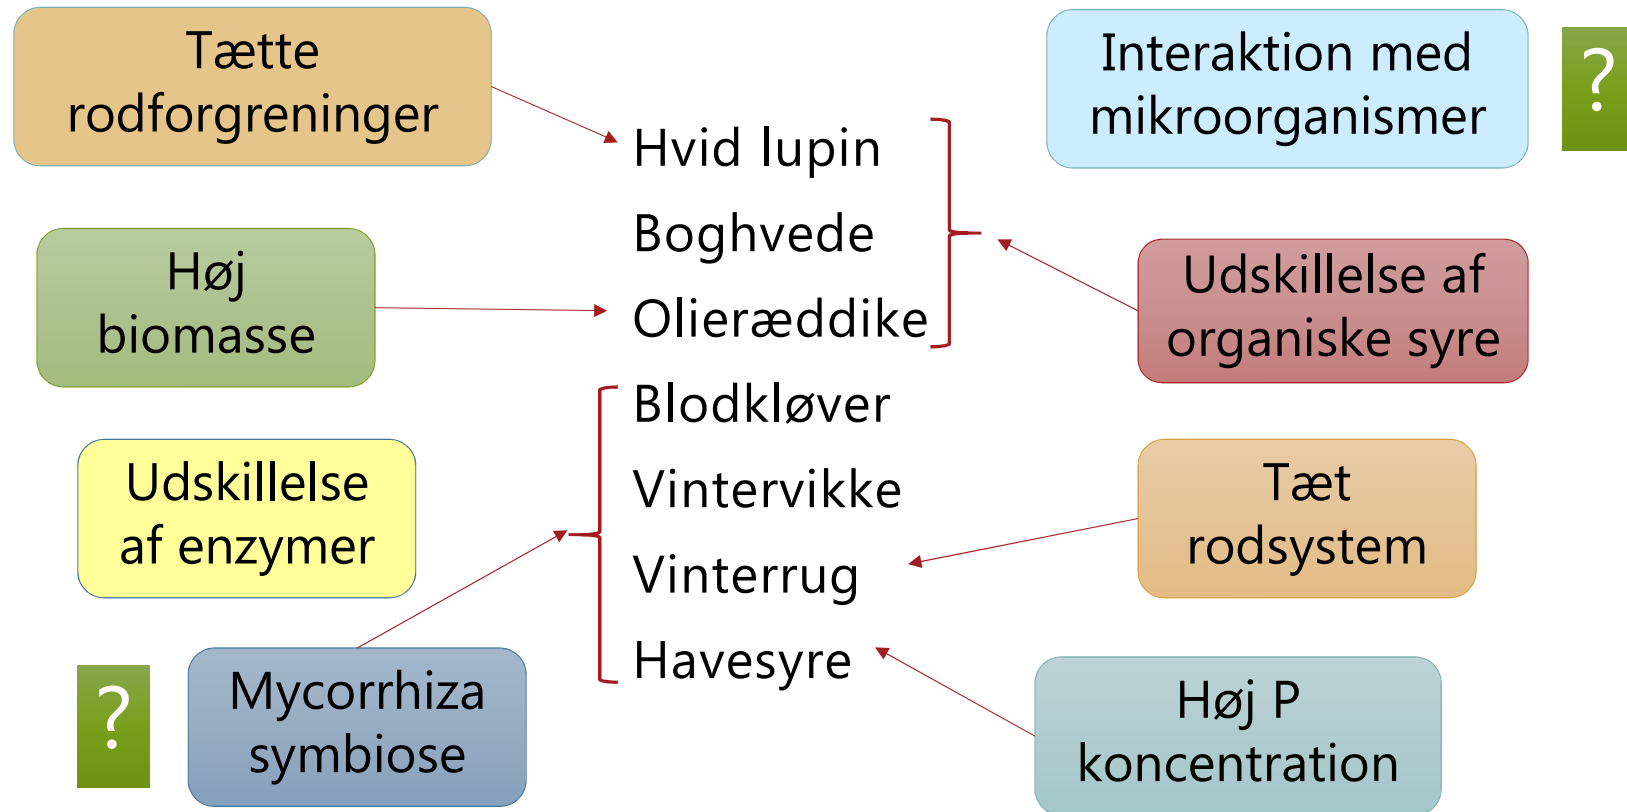 Tætte
rodforgreninger
Interaktion med
mikroorganismer
?
Hvid lupin
Boghvede
Olieræddike
Blodkløver
Vintervikke
Vinterrug
Havesyre
Høj
biomasse
Udskillelse af
organiske syre
Udskillelse
af enzymer
Tæt
rodsystem
?
Mycorrhiza
symbiose
Høj P
koncentration